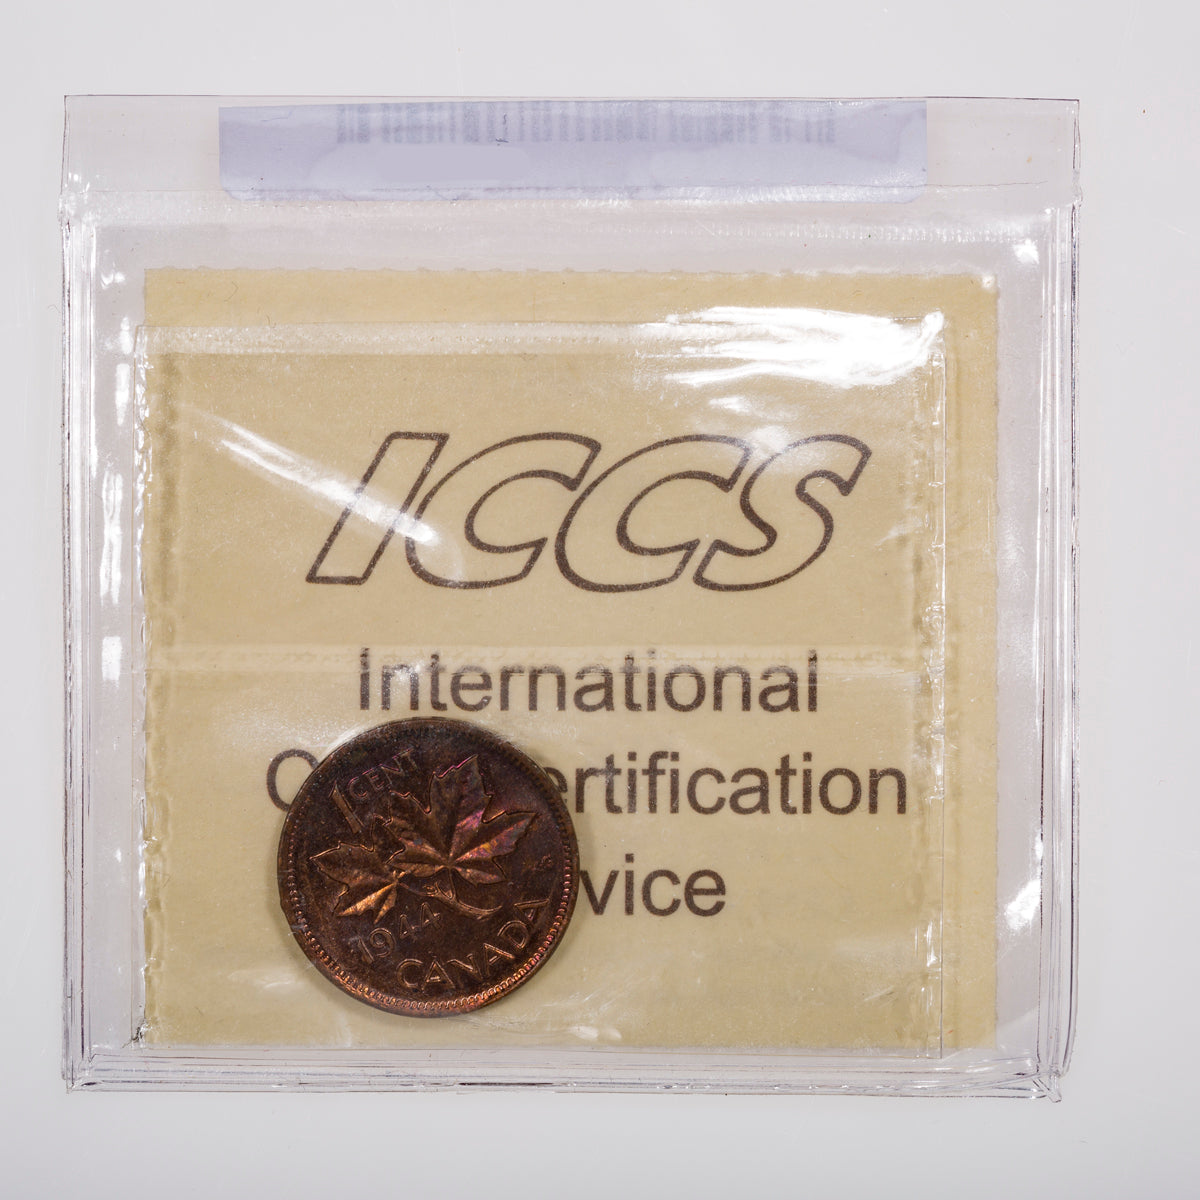 ICCS
International
C ertification
vice
1 CENT
1944
CANADA